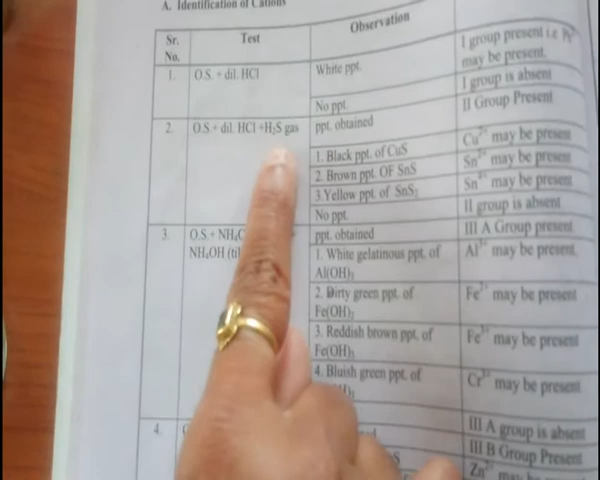 A. Identification of Cations
Sr. No. Test Observation
1. O.S. + dil. HCl White ppt. I group present i.e
may be present.
No ppt. I group is absent
2. O.S.+ dil. HCl +H₂S gas ppt. obtained II Group Present
1. Black ppt. of CuS Cu²⁺ may be present
2. Brown ppt. OF SnS Sn²⁺ may be present
3.Yellow ppt. of SnS₂ may be present
No ppt. II group is absent
3. O.S.+ ppt. obtained III A Group present
NH₄OH 1. White gelatinous ppt. of Al³⁺ may be present
Al(OH)₃
2. Dirty green ppt. of Fe²⁺ may be present
Fe(OH)₂
3. Reddish brown ppt. of Fe³⁺ may be present
Fe(OH)₃
4. Bluish green ppt. of Cr³⁺ may be present
III A group is absent
4. III B Group Present
Zn²⁺ may be